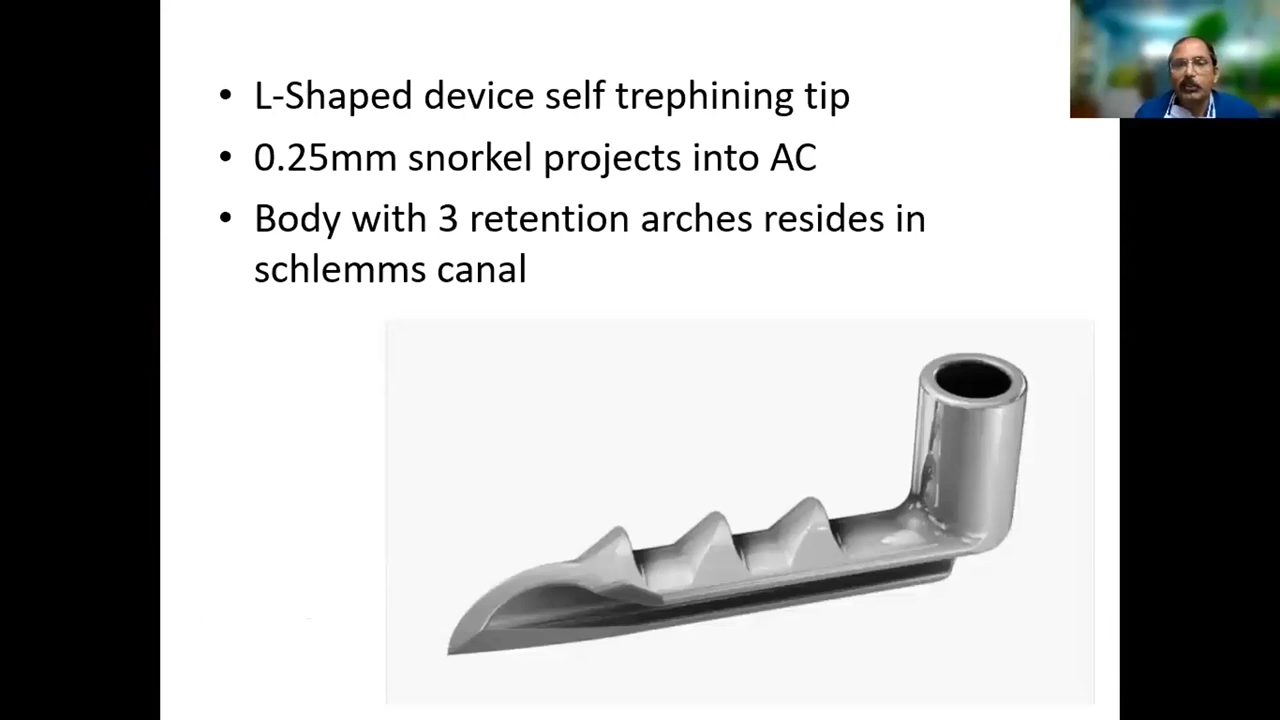 • L-Shaped device self trephining tip
• 0.25mm snorkel projects into AC
• Body with 3 retention arches resides in
schlemms canal